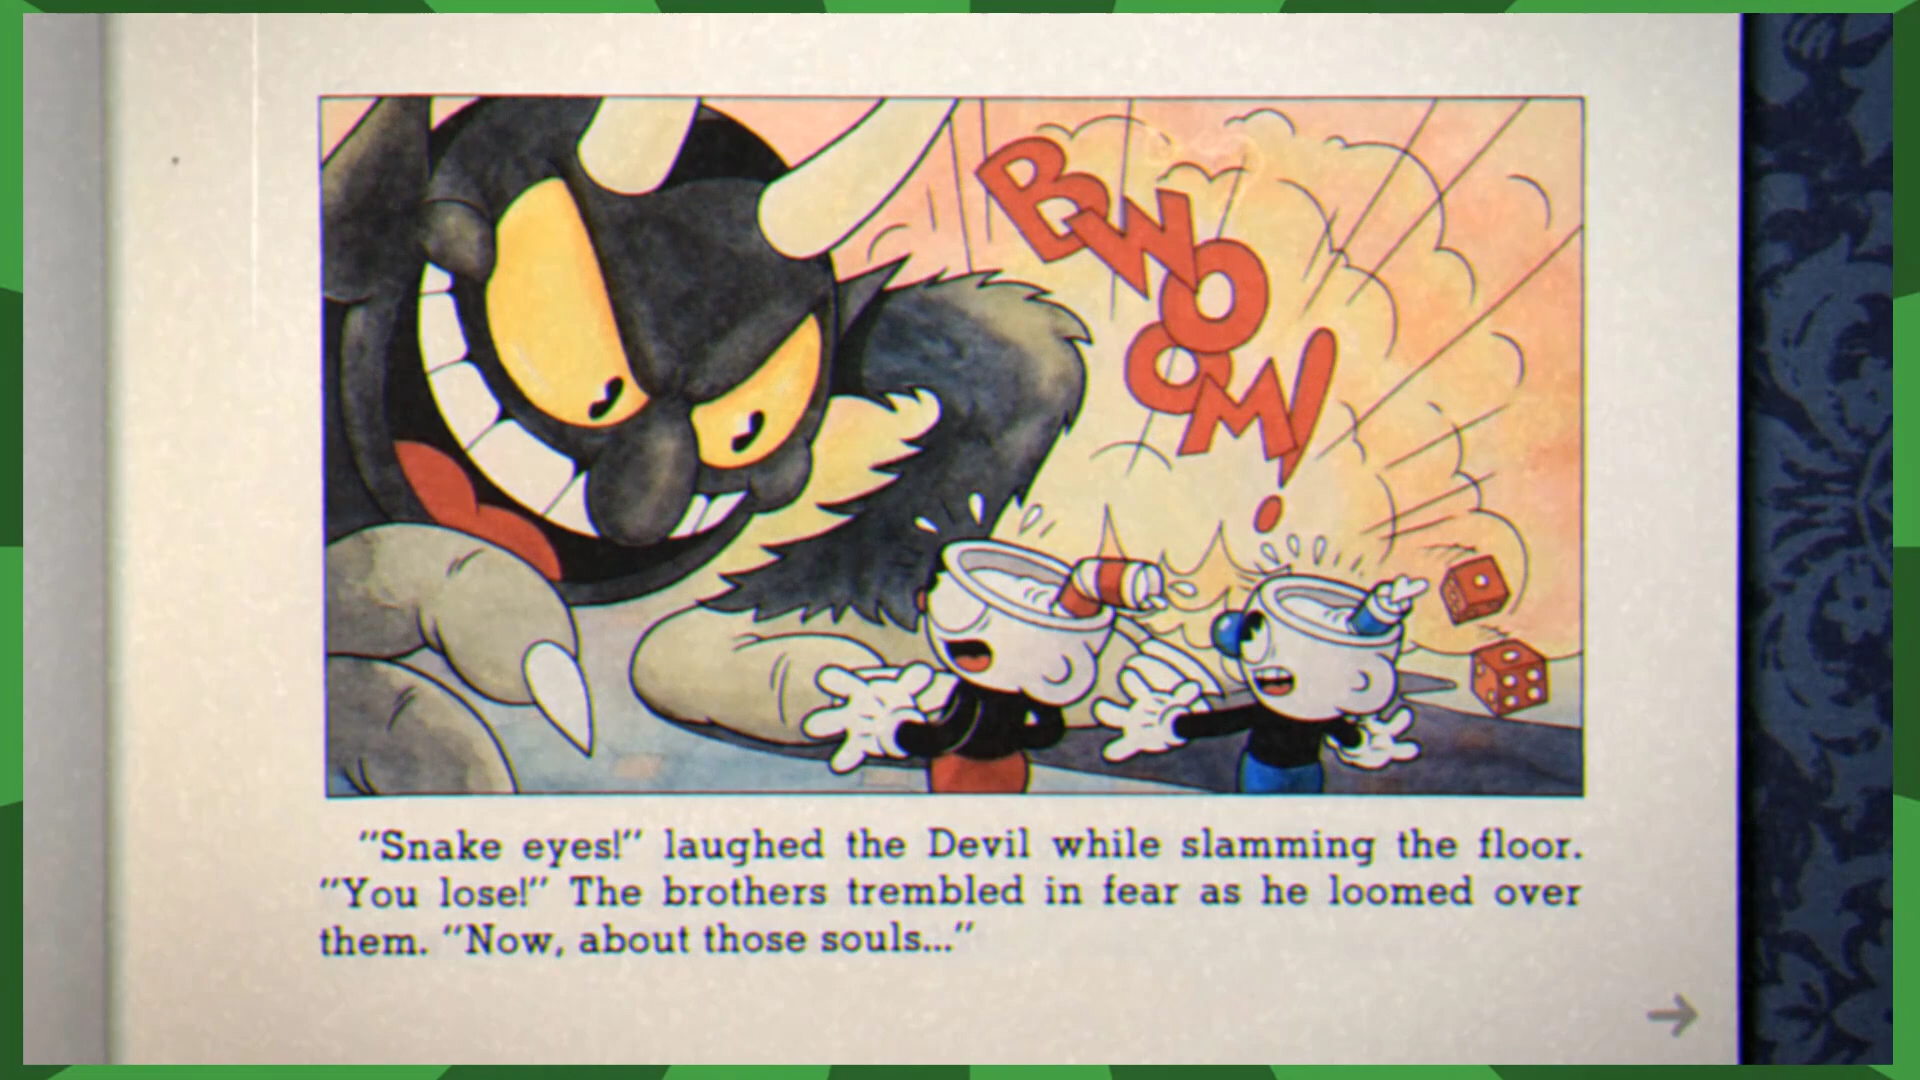 BWOOM!
"Snake eyes!" laughed the Devil while slamming the floor.
"You lose!" The brothers trembled in fear as he loomed over
them. "Now, about those souls..."